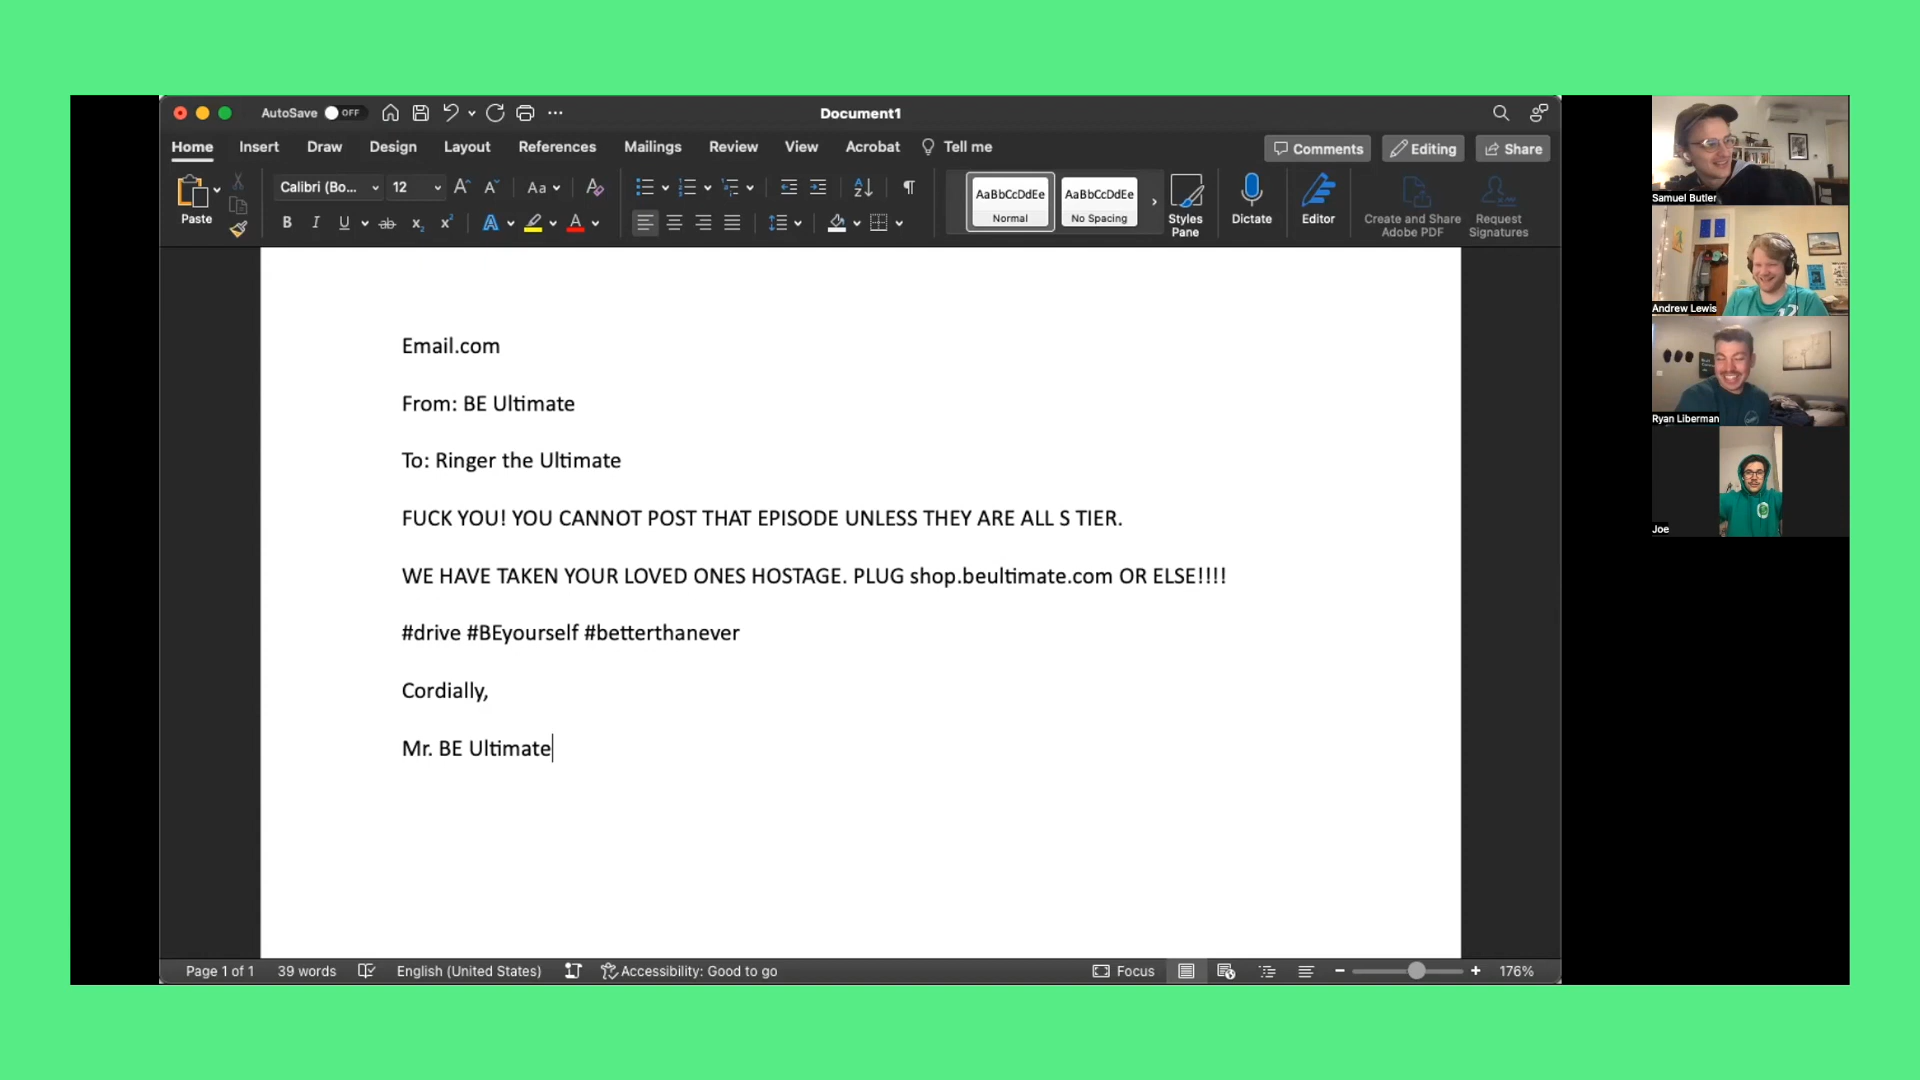 AutoSave OFF
Document1
Home Insert Draw Design Layout References Mailings Review View Acrobat Tell me
Comments Editing Share
Paste
Calibri (Bo... 12
Aa
B I U ab x₂ x² A A
AaBbCcDdEe
Normal
AaBbCcDdEe
No Spacing
Styles
Pane
Dictate
Editor
Create and Share
Adobe PDF
Request
Signatures
Email.com
From: BE Ultimate
To: Ringer the Ultimate
FUCK YOU! YOU CANNOT POST THAT EPISODE UNLESS THEY ARE ALL S TIER.
WE HAVE TAKEN YOUR LOVED ONES HOSTAGE. PLUG shop.beultimate.com OR ELSE!!!!
#drive #BEyourself #betterthanever
Cordially,
Mr. BE Ultimate
Page 1 of 1 39 words English (United States) Accessibility: Good to go
Focus 176%
Samuel Butler
Andrew Lewis
Ryan Liberman
Joe